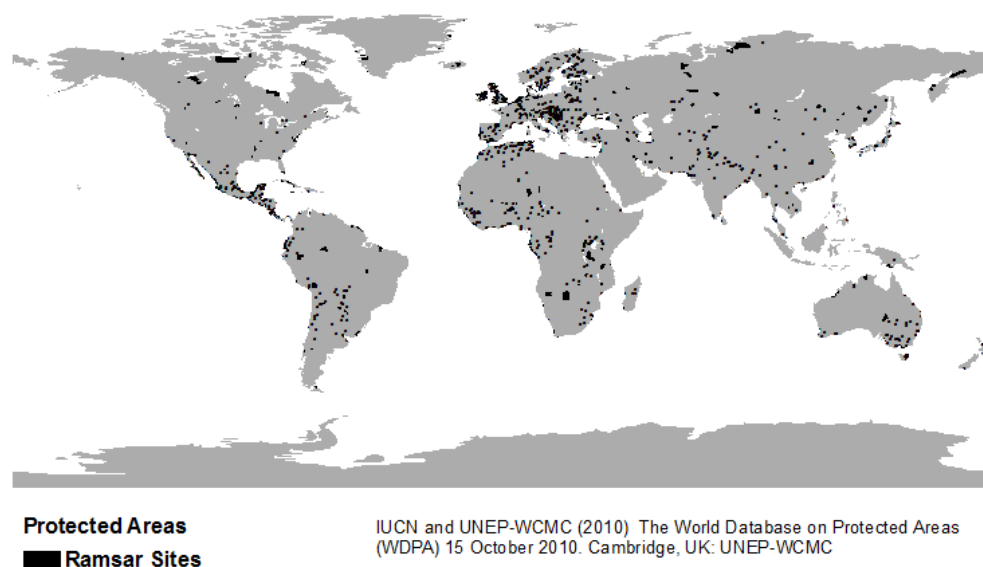 Protected Areas
Ramsar Sites
IUCN and UNEP-WCMC (2010) The World Database on Protected Areas
(WDPA) 15 October 2010. Cambridge, UK: UNEP-WCMC